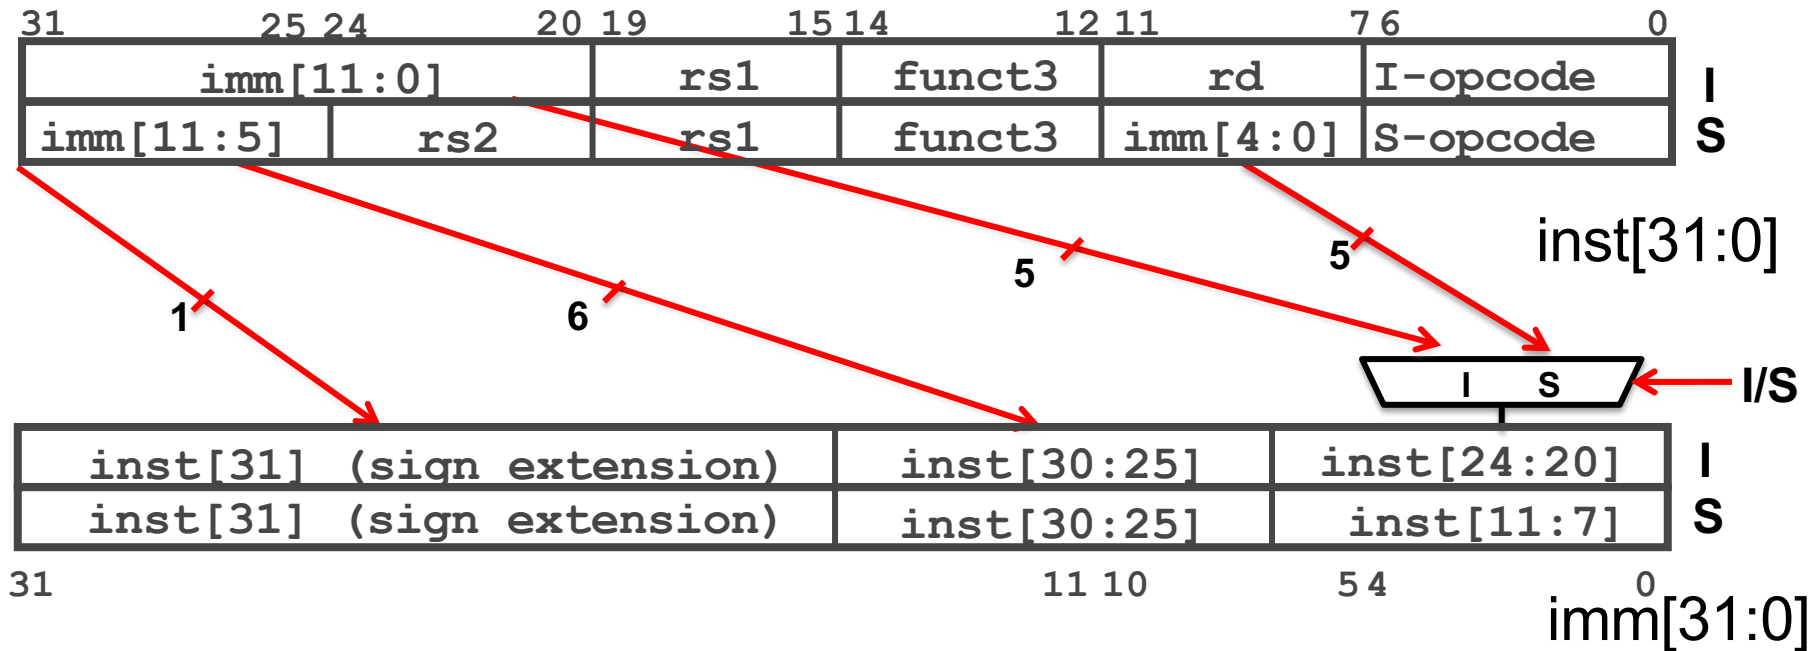 31 25 24 20 19 15 14 12 11 7 6 0
imm[11:0] rs1 funct3 rd I-opcode I
imm[11:5] rs2 rs1 funct3 imm[4:0] S-opcode S
inst[31:0]
1 6 5 5
I S I/S
inst[31] (sign extension) inst[30:25] inst[24:20] I
inst[31] (sign extension) inst[30:25] inst[11:7] S
31 11 10 5 4 0
imm[31:0]